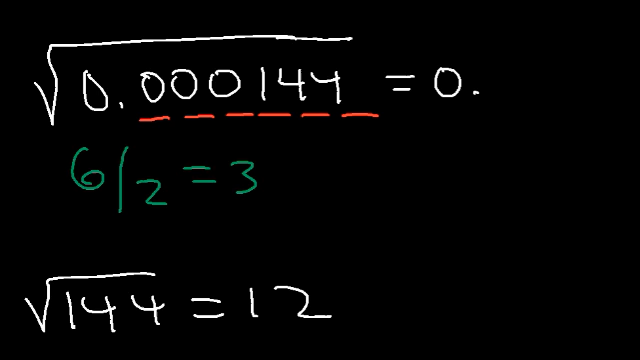 √0.000144 = 0.
6/2 = 3
√144 = 12